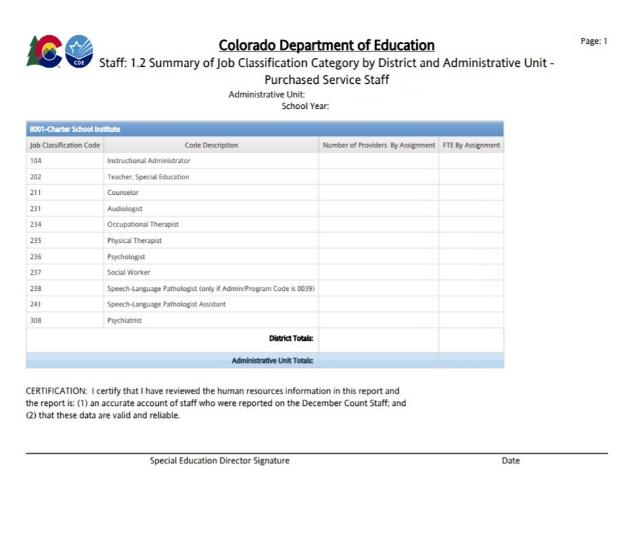 Colorado Department of Education
Page: 1
CDE
Staff: 1.2 Summary of Job Classification Category by District and Administrative Unit -
Purchased Service Staff
Administrative Unit:
School Year:
8001-Charter School Institute
Job Classification Code Code Description Number of Providers By Assignment FTE By Assignment
104 Instructional Administrator
202 Teacher, Special Education
211 Counselor
231 Audiologist
234 Occupational Therapist
235 Physical Therapist
236 Psychologist
237 Social Worker
238 Speech-Language Pathologist (only if Admin/Program Code is 0039)
241 Speech-Language Pathologist Assistant
308 Psychiatrist
District Totals:
Administrative Unit Totals:
CERTIFICATION: I certify that I have reviewed the human resources information in this report and
the report is: (1) an accurate account of staff who were reported on the December Count Staff; and
(2) that these data are valid and reliable.
Special Education Director Signature Date